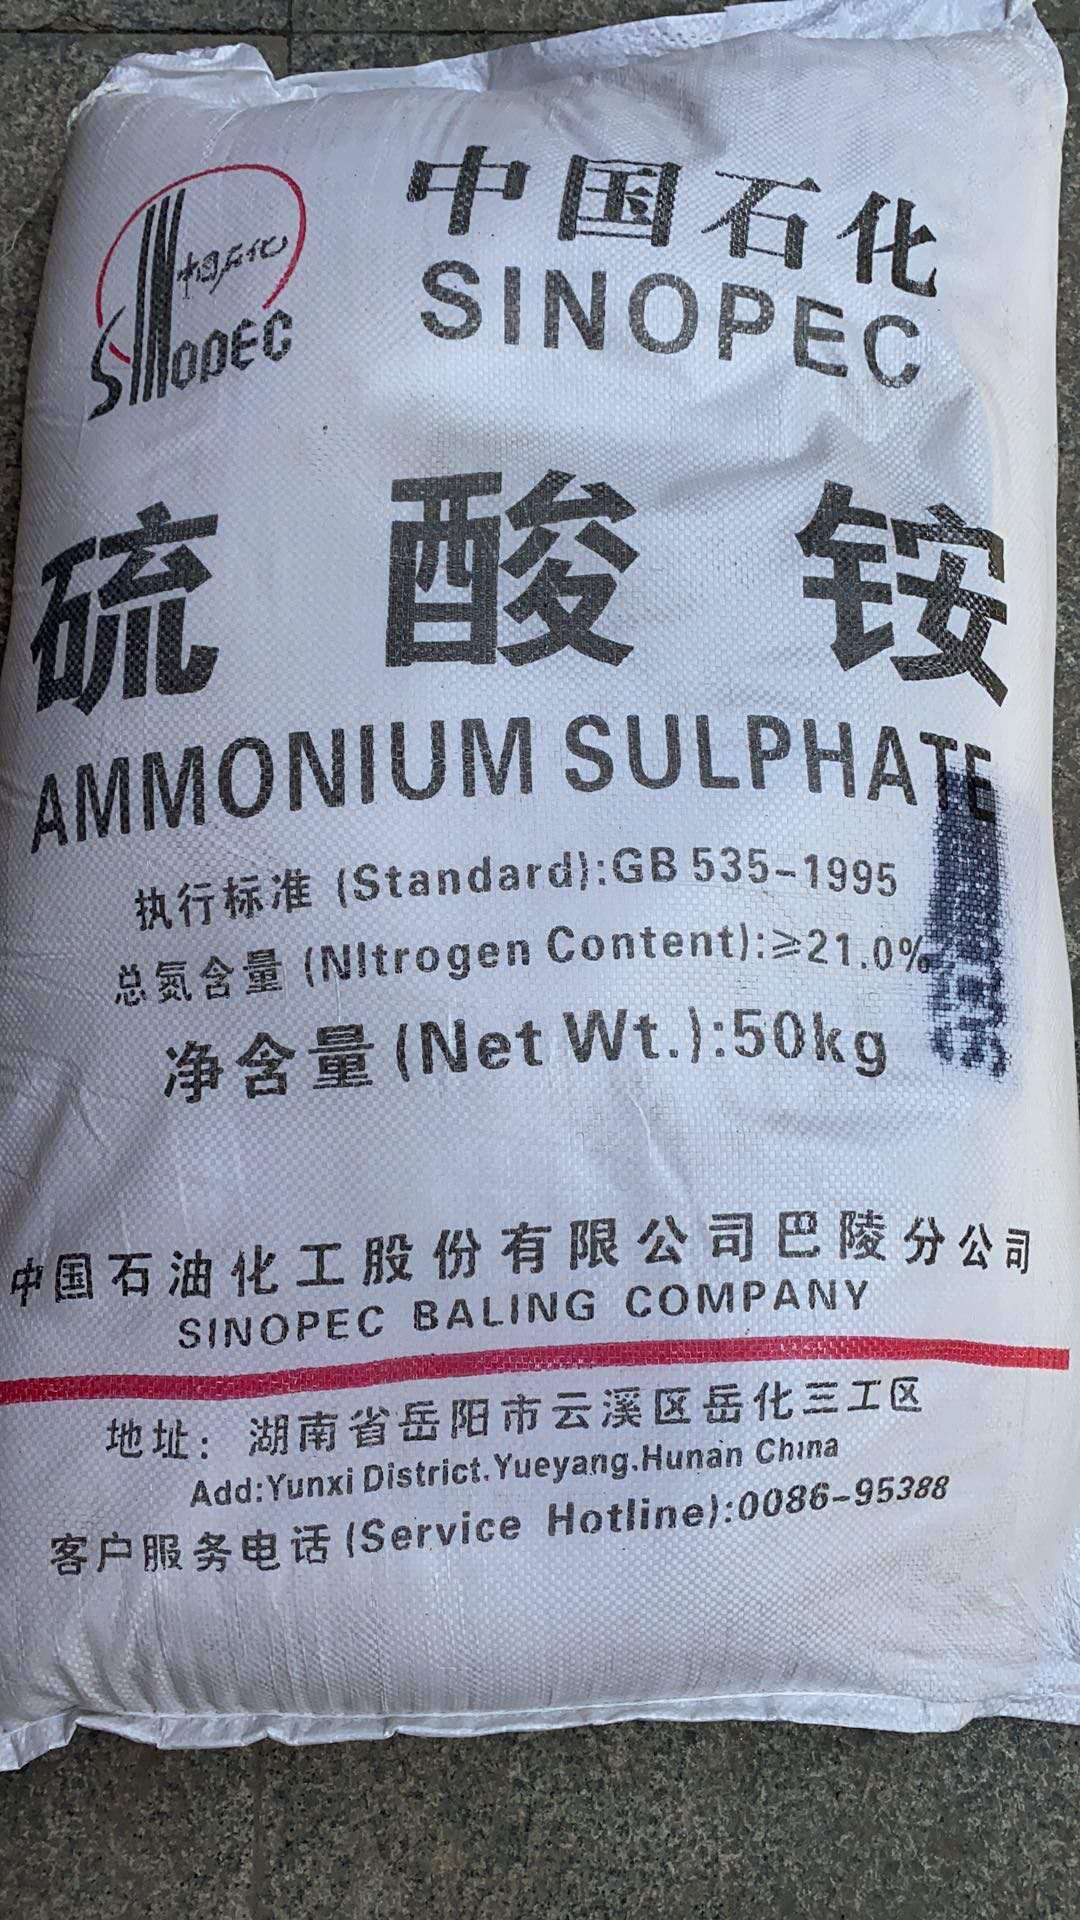 中国石化
SINOPEC
中国石化
SINOPEC
硫酸铵
AMMONIUM SULPHATE
执行标准 (Standard):GB 535-1995
总氮含量 (NItrogen Content):≥21.0%
净含量(Net Wt.):50kg
中国石油化工股份有限公司巴陵分公司
SINOPEC BALING COMPANY
地址: 湖南省岳阳市云溪区岳化三工区
Add:Yunxi District.Yueyang.Hunan China
客户服务电话(Service Hotline):0086-95388